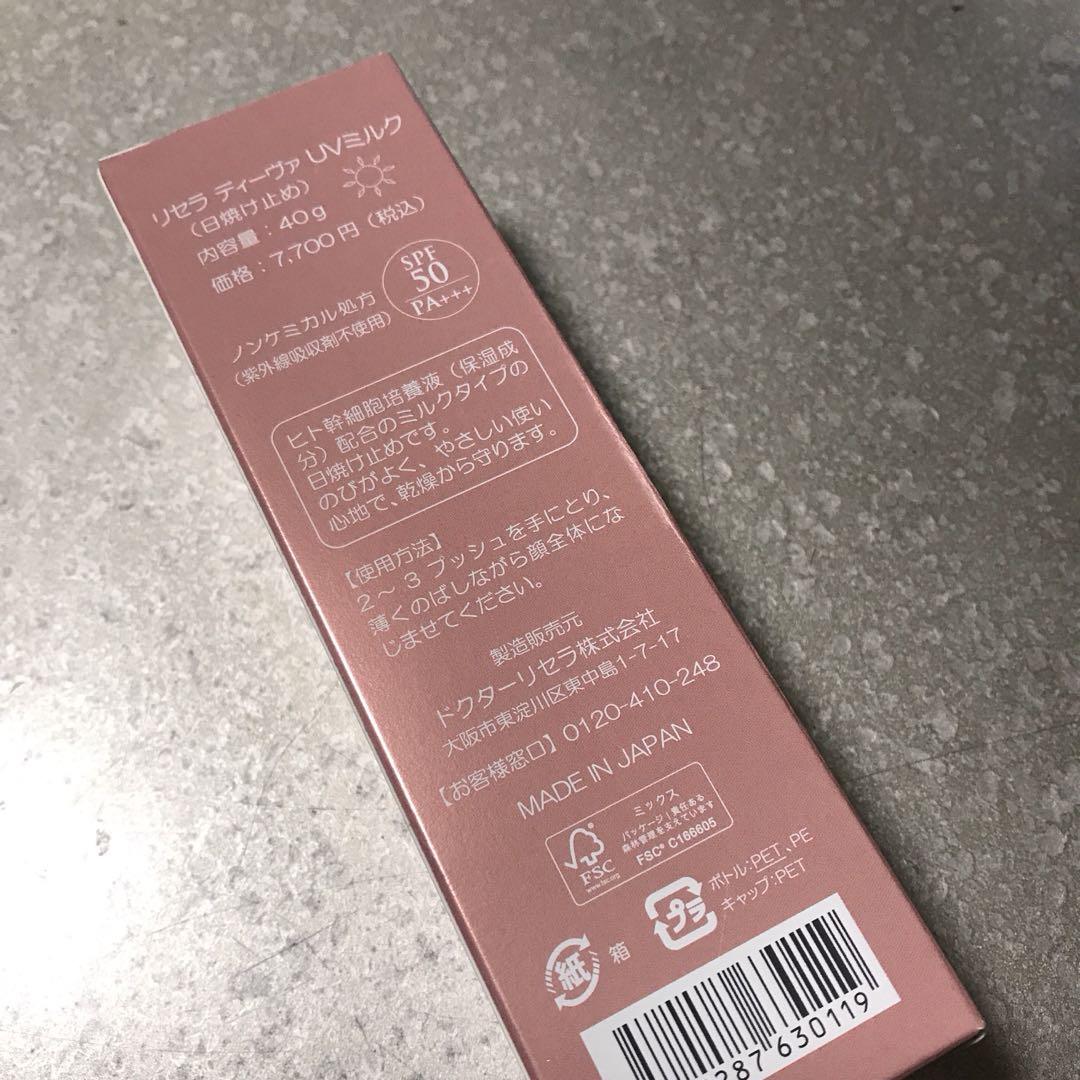 リセラ ディーヴァ UVミルク
（日焼け止め）
内容量：40g
価格：7,700円（税込）
SPF
50
PA+++
ノンケミカル処方
（紫外線吸収剤不使用）
ヒト幹細胞培養液（保湿成
分）配合のミルクタイプの
日焼け止めです。
のびがよく、やさしい使い
心地で、乾燥から守ります。
【使用方法】
2～3プッシュを手にとり、
薄くのばしながら顔全体にな
じませてください。
製造販売元
ドクターリセラ株式会社
大阪市東淀川区東中島1-7-17
【お客様窓口】0120-410-248
MADE IN JAPAN
FSC
www.fsc.org
ミックス
パッケージ｜責任ある
森林管理を支えています
FSC® C166605
プラ
ボトル:PET、PE
キャップ:PET
紙
箱
287 630119